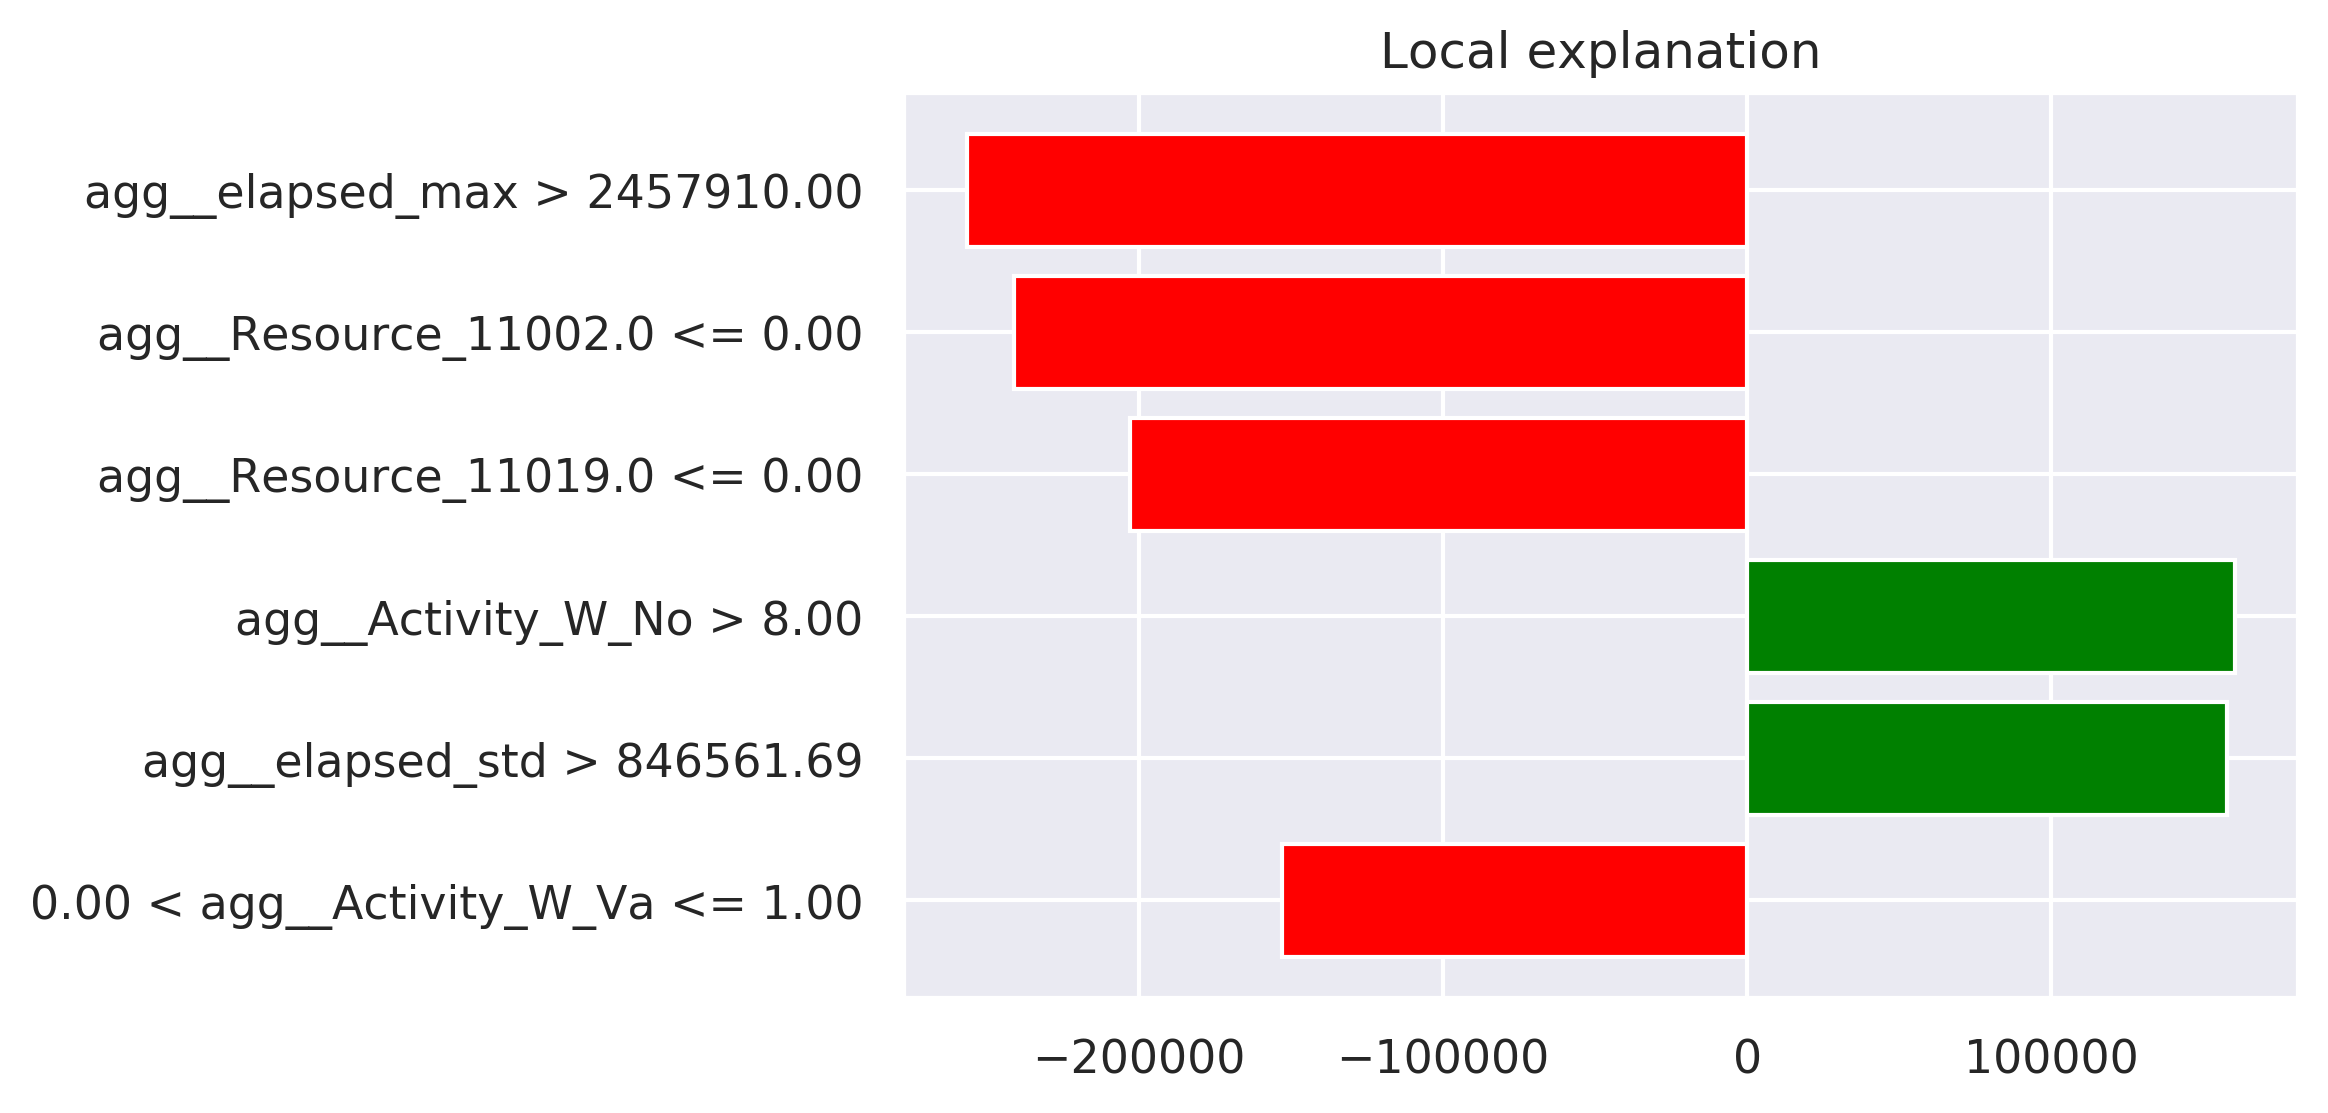 Local explanation
agg__elapsed_max > 2457910.00
agg__Resource_11002.0 <= 0.00
agg__Resource_11019.0 <= 0.00
agg__Activity_W_No > 8.00
agg__elapsed_std > 846561.69
0.00 < agg__Activity_W_Va <= 1.00
−200000 −100000 0 100000